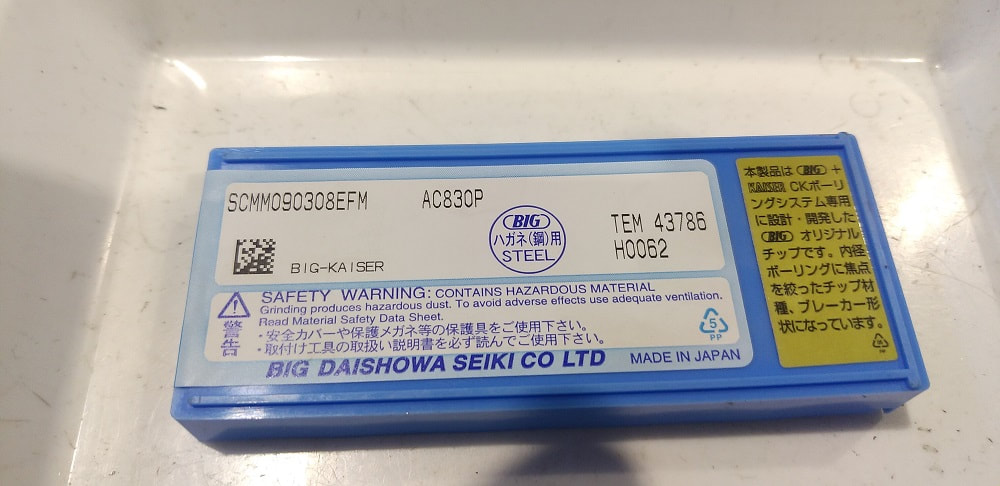 SCMM090308EFM AC830P
BIG
ハガネ(鋼)用
STEEL
TEM 43786
H0062
BIG-KAISER
SAFETY WARNING: CONTAINS HAZARDOUS MATERIAL
Grinding produces hazardous dust. To avoid adverse effects use adequate ventilation.
Read Material Safety Data Sheet.
警告
・安全カバーや保護メガネ等の保護具をご使用下さい。
・取付け工具の取扱い説明書を必ず読んでご使用下さい。
5
PP
BIG DAISHOWA SEIKI CO LTD
MADE IN JAPAN
本製品は BIG +
KAISER CKボーリ
ングシステム専用
に設計・開発した
BIG オリジナル
チップです。内径
ボーリングに焦点
を絞ったチップ材
種、ブレーカー形
状になっています。